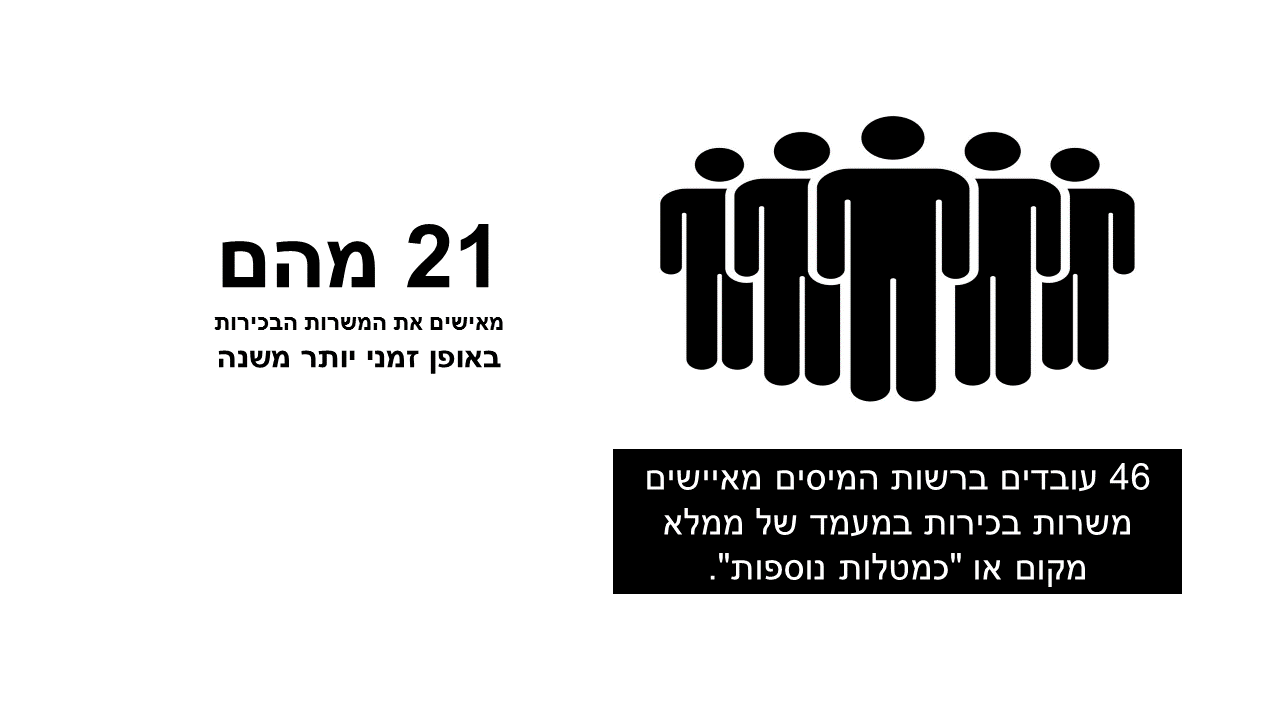 46 עובדים ברשות המיסים מאיישים
משרות בכירות במעמד של ממלא
מקום או "כמטלות נוספות".
21 מהם
מאישים את המשרות הבכירות
באופן זמני יותר משנה